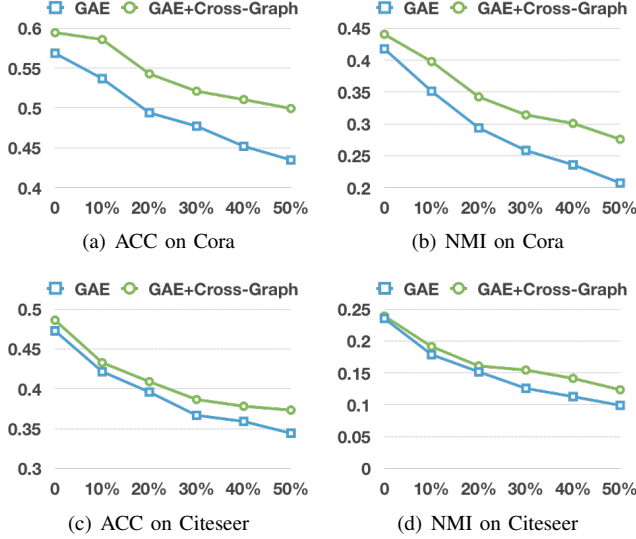 GAE GAE+Cross-Graph
0.6
0.55
0.5
0.45
0.4
0 10% 20% 30% 40% 50%
(a) ACC on Cora
GAE GAE+Cross-Graph
0.45
0.4
0.35
0.3
0.25
0.2
0 10% 20% 30% 40% 50%
(b) NMI on Cora
GAE GAE+Cross-Graph
0.5
0.45
0.4
0.35
0.3
0 10% 20% 30% 40% 50%
(c) ACC on Citeseer
GAE GAE+Cross-Graph
0.25
0.2
0.15
0.1
0.05
0
0 10% 20% 30% 40% 50%
(d) NMI on Citeseer